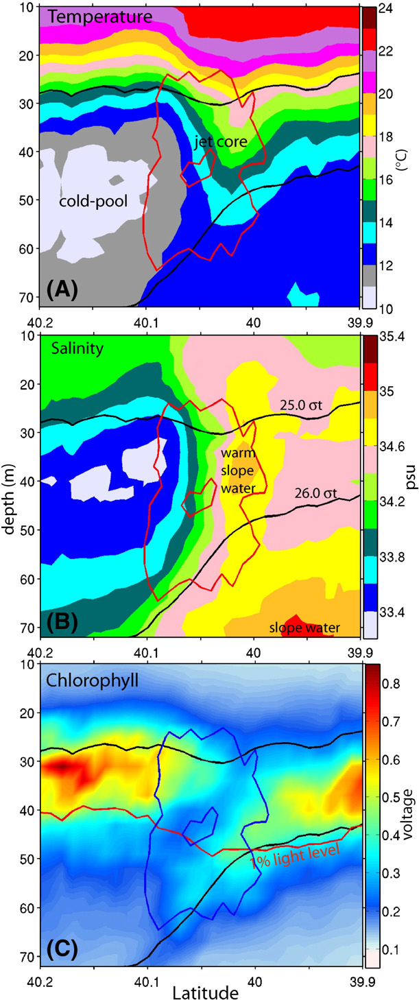 Temperature
10
20
30
40
50
60
70
jet core
cold-pool
(A)
40.2
40.1
40
39.9
24
22
20
18
16
14
12
10
(°C)
Salinity
10
20
30
40
50
60
70
depth (m)
25.0 σt
26.0 σt
warm
slope
water
slope water
(B)
40.2
40.1
40
39.9
35.4
35
34.6
34.2
33.8
33.4
psu
Chlorophyll
10
20
30
40
50
60
70
1% light level
(C)
40.2
40.1
40
39.9
Latitude
0.8
0.7
0.6
0.5
0.4
0.3
0.2
0.1
voltage